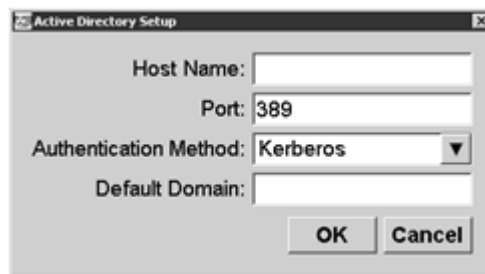 Active Directory Setup
Host Name:
Port: 389
Authentication Method: Kerberos
Default Domain:
OK Cancel